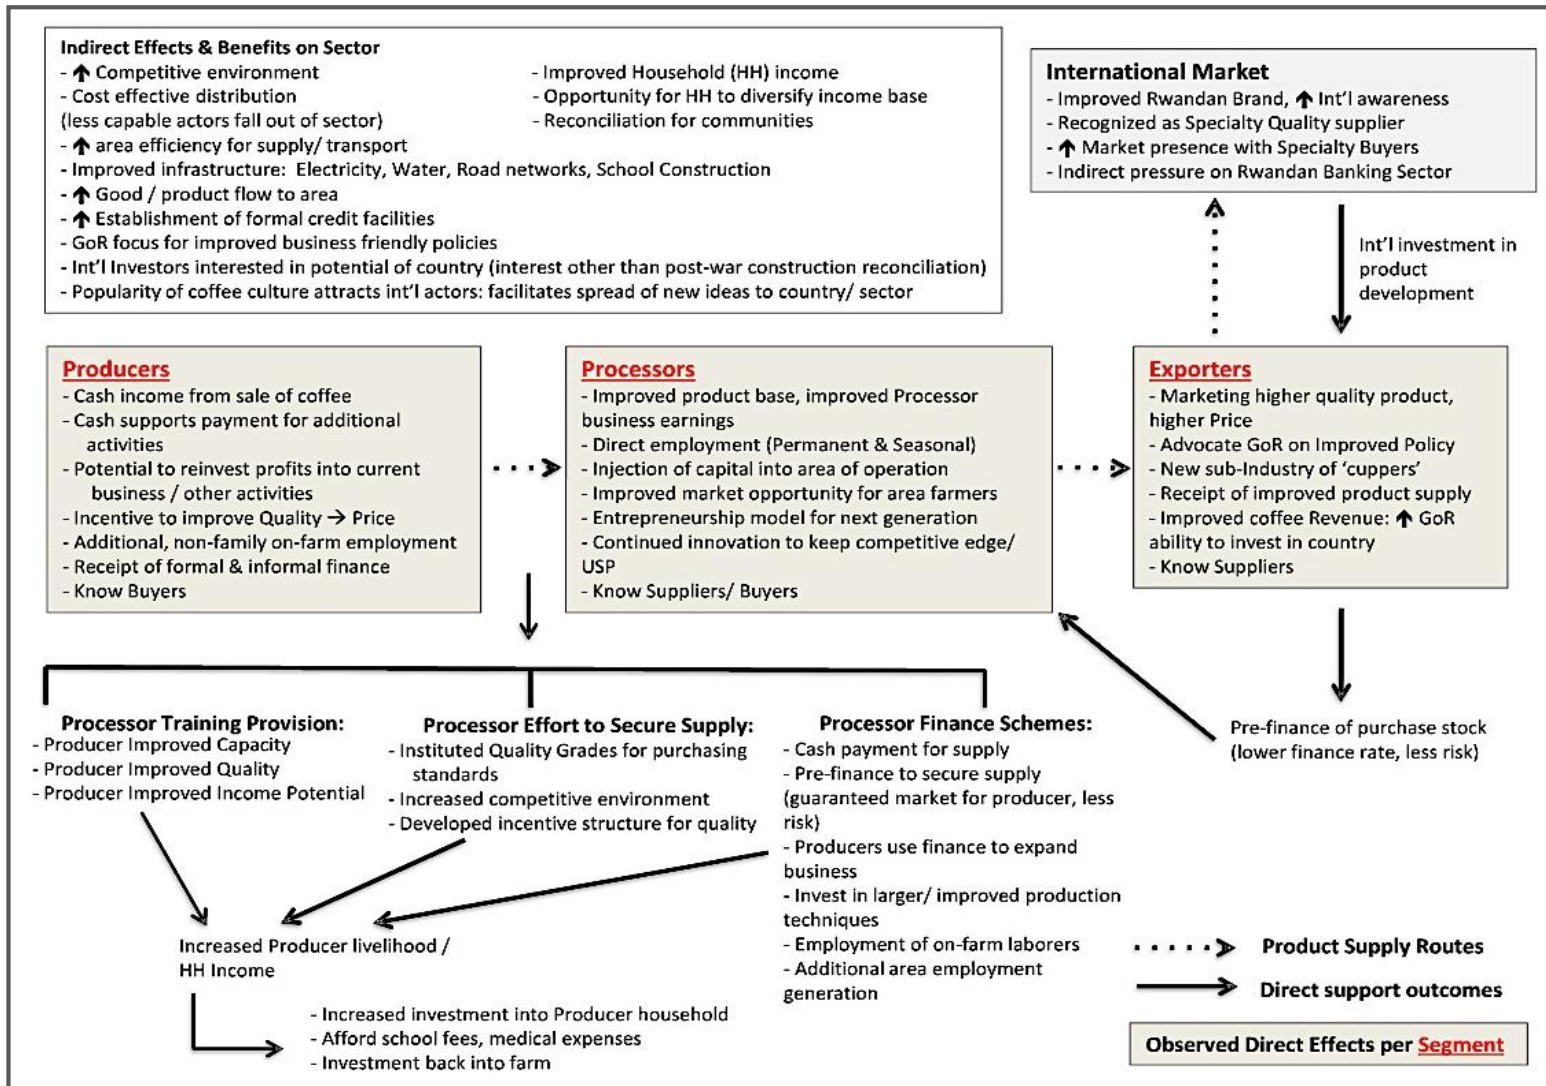 Indirect Effects & Benefits on Sector
- ↑ Competitive environment
- Cost effective distribution
(less capable actors fall out of sector)
- ↑ area efficiency for supply/ transport
- Improved infrastructure: Electricity, Water, Road networks, School Construction
- ↑ Good / product flow to area
- ↑ Establishment of formal credit facilities
- GoR focus for improved business friendly policies
- Int'l Investors interested in potential of country (interest other than post-war construction reconciliation)
- Popularity of coffee culture attracts int'l actors: facilitates spread of new ideas to country/ sector
- Improved Household (HH) income
- Opportunity for HH to diversify income base
- Reconciliation for communities
International Market
- Improved Rwandan Brand, ↑ Int'l awareness
- Recognized as Specialty Quality supplier
- ↑ Market presence with Specialty Buyers
- Indirect pressure on Rwandan Banking Sector
Int'l investment in
product
development
Producers
- Cash income from sale of coffee
- Cash supports payment for additional
activities
- Potential to reinvest profits into current
business / other activities
- Incentive to improve Quality → Price
- Additional, non-family on-farm employment
- Receipt of formal & informal finance
- Know Buyers
Processors
- Improved product base, improved Processor
business earnings
- Direct employment (Permanent & Seasonal)
- Injection of capital into area of operation
- Improved market opportunity for area farmers
- Entrepreneurship model for next generation
- Continued innovation to keep competitive edge/
USP
- Know Suppliers/ Buyers
Exporters
- Marketing higher quality product,
higher Price
- Advocate GoR on Improved Policy
- New sub-Industry of 'cuppers'
- Receipt of improved product supply
- Improved coffee Revenue: ↑ GoR
ability to invest in country
- Know Suppliers
Processor Training Provision:
- Producer Improved Capacity
- Producer Improved Quality
- Producer Improved Income Potential
Processor Effort to Secure Supply:
- Instituted Quality Grades for purchasing
standards
- Increased competitive environment
- Developed incentive structure for quality
Processor Finance Schemes:
- Cash payment for supply
- Pre-finance to secure supply
(guaranteed market for producer, less
risk)
- Producers use finance to expand
business
- Invest in larger/ improved production
techniques
- Employment of on-farm laborers
- Additional area employment
generation
Pre-finance of purchase stock
(lower finance rate, less risk)
Increased Producer livelihood /
HH Income
- Increased investment into Producer household
- Afford school fees, medical expenses
- Investment back into farm
Product Supply Routes
Direct support outcomes
Observed Direct Effects per Segment